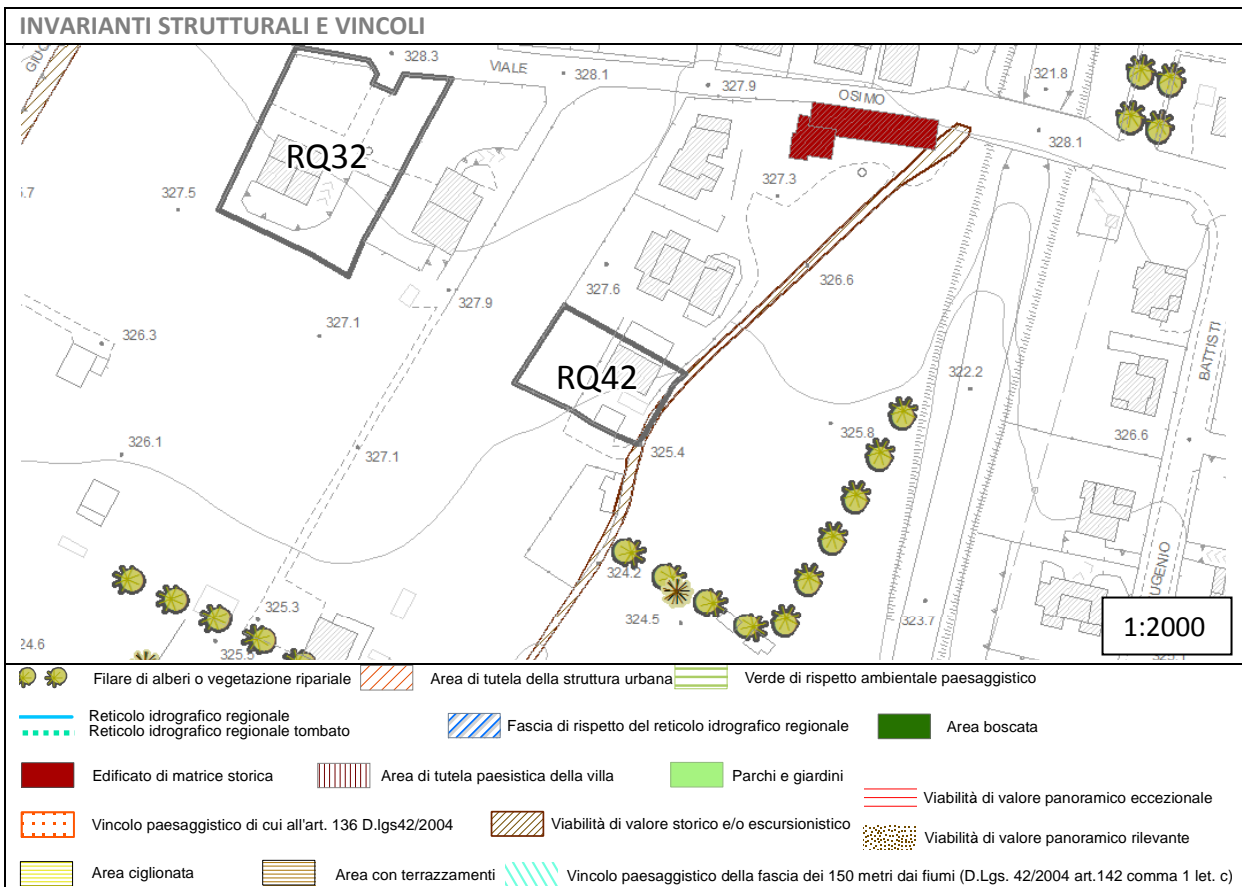 INVARIANTI STRUTTURALI E VINCOLI
328.3
VIALE
328.1
327.9
OSIMO
321.8
328.1
RQ32
327.5
327.3
327.9
327.6
326.6
326.3
327.1
RQ42
322.2
BATTISTI
326.1
327.1
325.4
325.8
326.6
324.2
325.3
324.5
323.7
24.6
1:2000
Filare di alberi o vegetazione ripariale
Area di tutela della struttura urbana
Verde di rispetto ambientale paesaggistico
Reticolo idrografico regionale
Reticolo idrografico regionale tombato
Fascia di rispetto del reticolo idrografico regionale
Area boscata
Edificato di matrice storica
Area di tutela paesistica della villa
Parchi e giardini
Viabilità di valore panoramico eccezionale
Vincolo paesaggistico di cui all'art. 136 D.lgs42/2004
Viabilità di valore storico e/o escursionistico
Viabilità di valore panoramico rilevante
Area ciglionata
Area con terrazzamenti
Vincolo paesaggistico della fascia dei 150 metri dai fiumi (D.Lgs. 42/2004 art.142 comma 1 let. c)